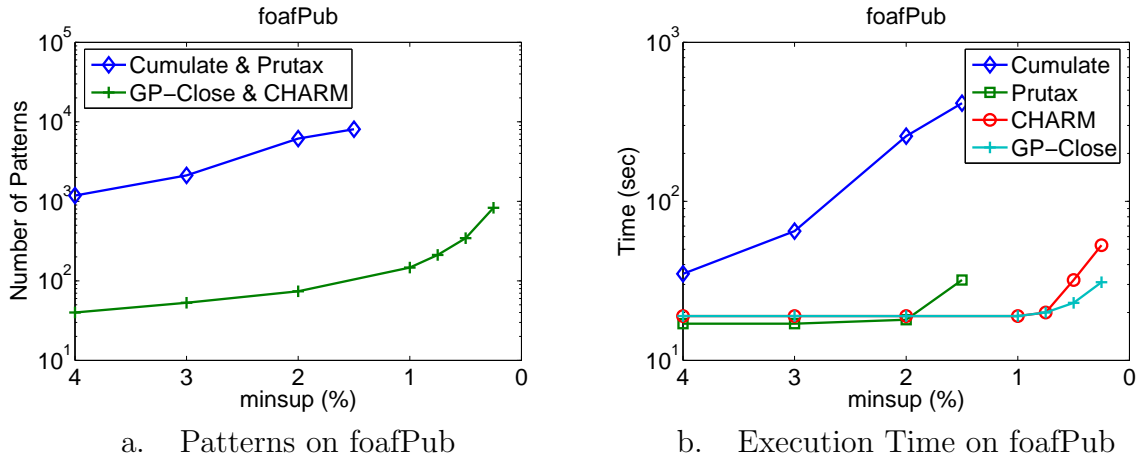 foafPub
10^5
10^4
10^3
10^2
10^1
Number of Patterns
Cumulate & Prutax
GP−Close & CHARM
4 3 2 1 0
minsup (%)
a. Patterns on foafPub
foafPub
10^3
10^2
10^1
Time (sec)
Cumulate
Prutax
CHARM
GP−Close
4 3 2 1 0
minsup (%)
b. Execution Time on foafPub